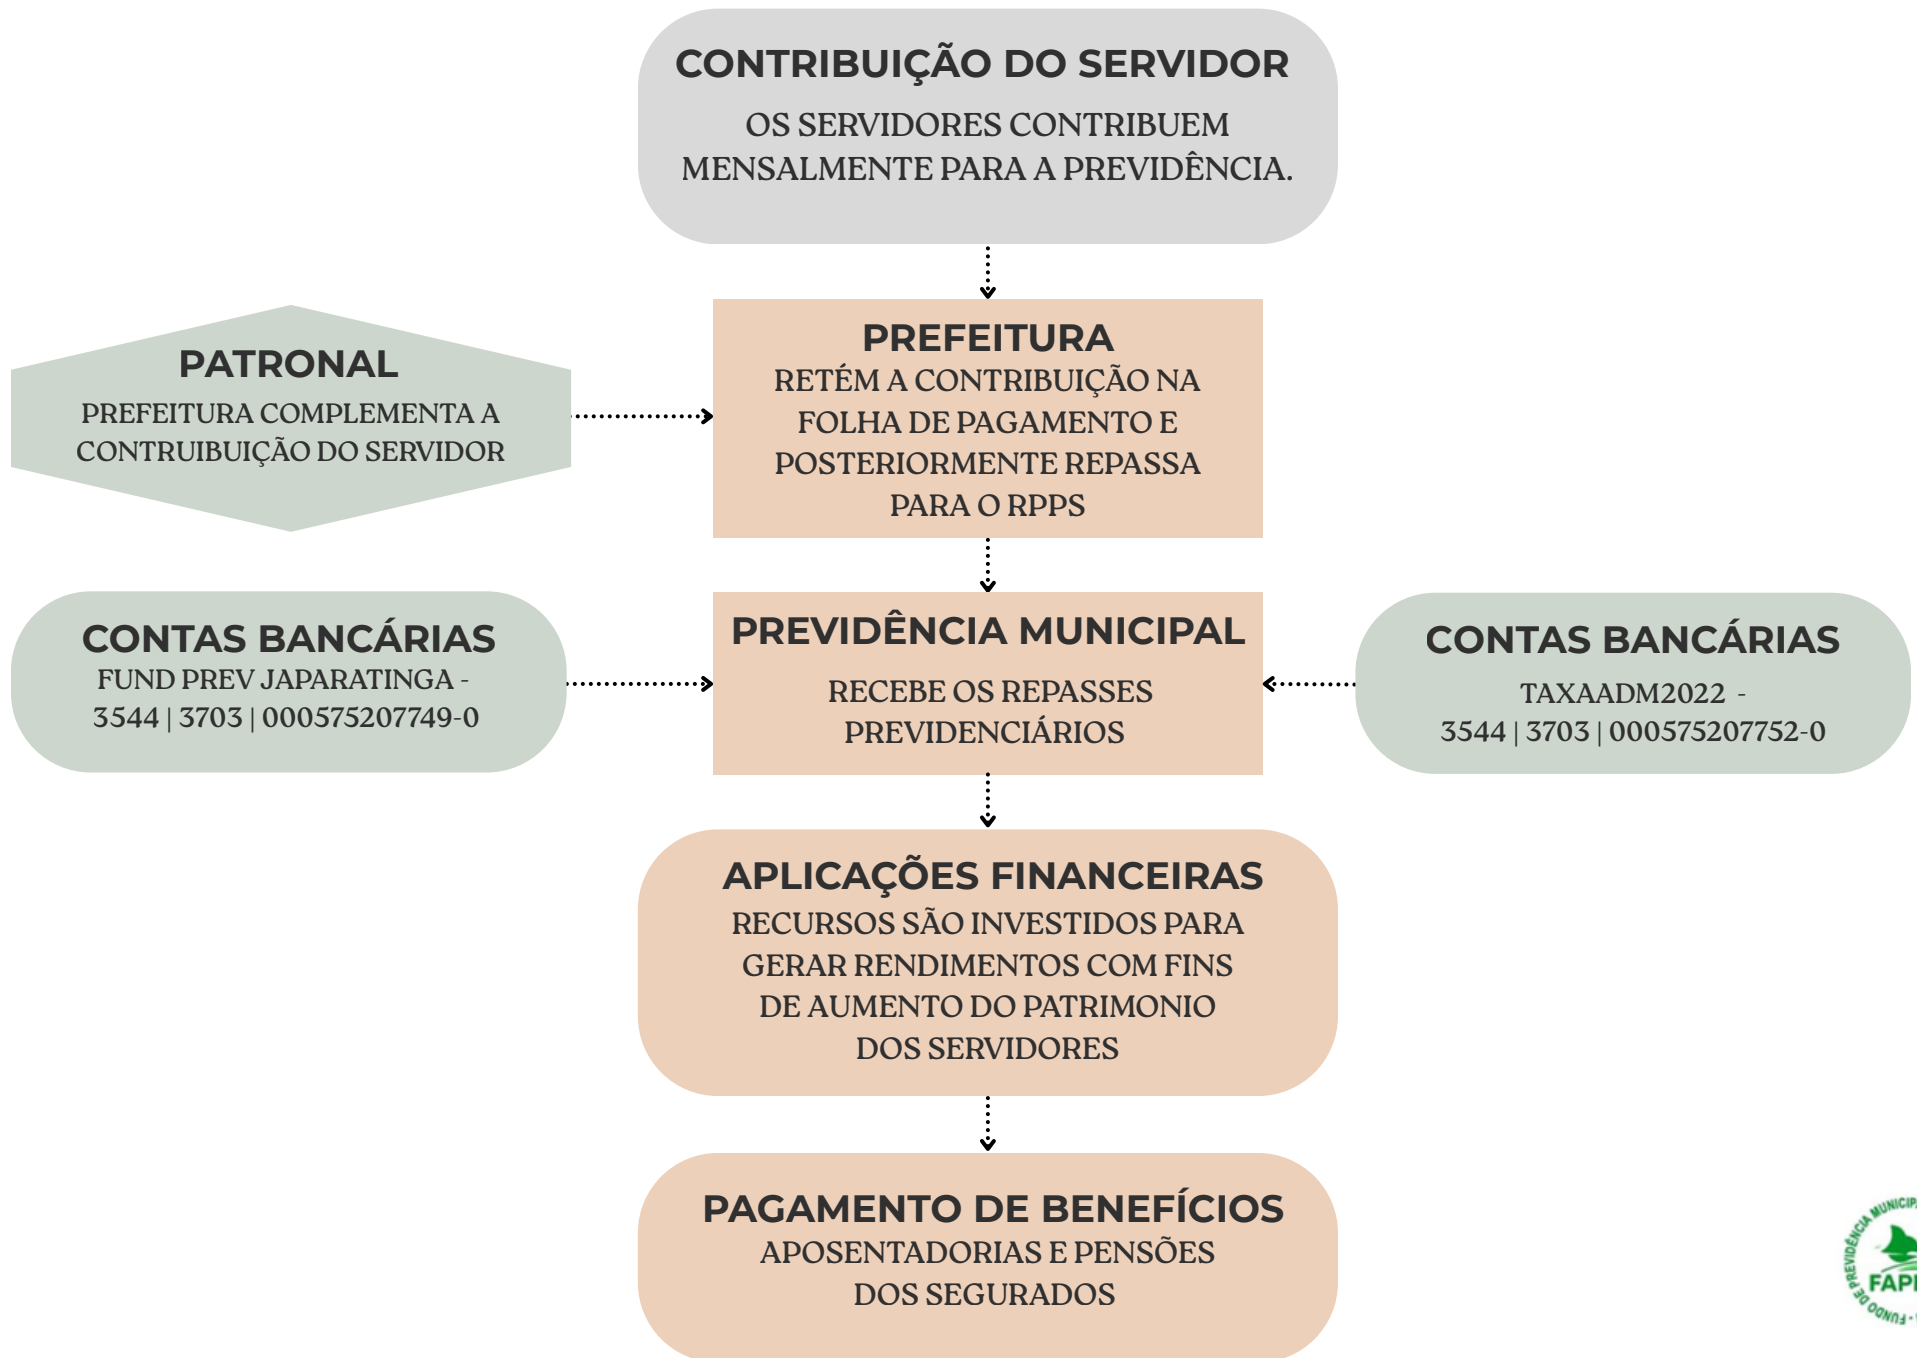 CONTRIBUIÇÃO DO SERVIDOR
OS SERVIDORES CONTRIBUEM
MENSALMENTE PARA A PREVIDÊNCIA.
PATRONAL
PREFEITURA COMPLEMENTA A
CONTRUIBUIÇÃO DO SERVIDOR
PREFEITURA
RETÉM A CONTRIBUIÇÃO NA
FOLHA DE PAGAMENTO E
POSTERIORMENTE REPASSA
PARA O RPPS
CONTAS BANCÁRIAS
FUND PREV JAPARATINGA -
3544 | 3703 | 000575207749-0
PREVIDÊNCIA MUNICIPAL
RECEBE OS REPASSES
PREVIDENCIÁRIOS
CONTAS BANCÁRIAS
TAXAADM2022 -
3544 | 3703 | 000575207752-0
APLICAÇÕES FINANCEIRAS
RECURSOS SÃO INVESTIDOS PARA
GERAR RENDIMENTOS COM FINS
DE AUMENTO DO PATRIMONIO
DOS SERVIDORES
PAGAMENTO DE BENEFÍCIOS
APOSENTADORIAS E PENSÕES
DOS SEGURADOS
FUNDO DE PREVIDÊNCIA